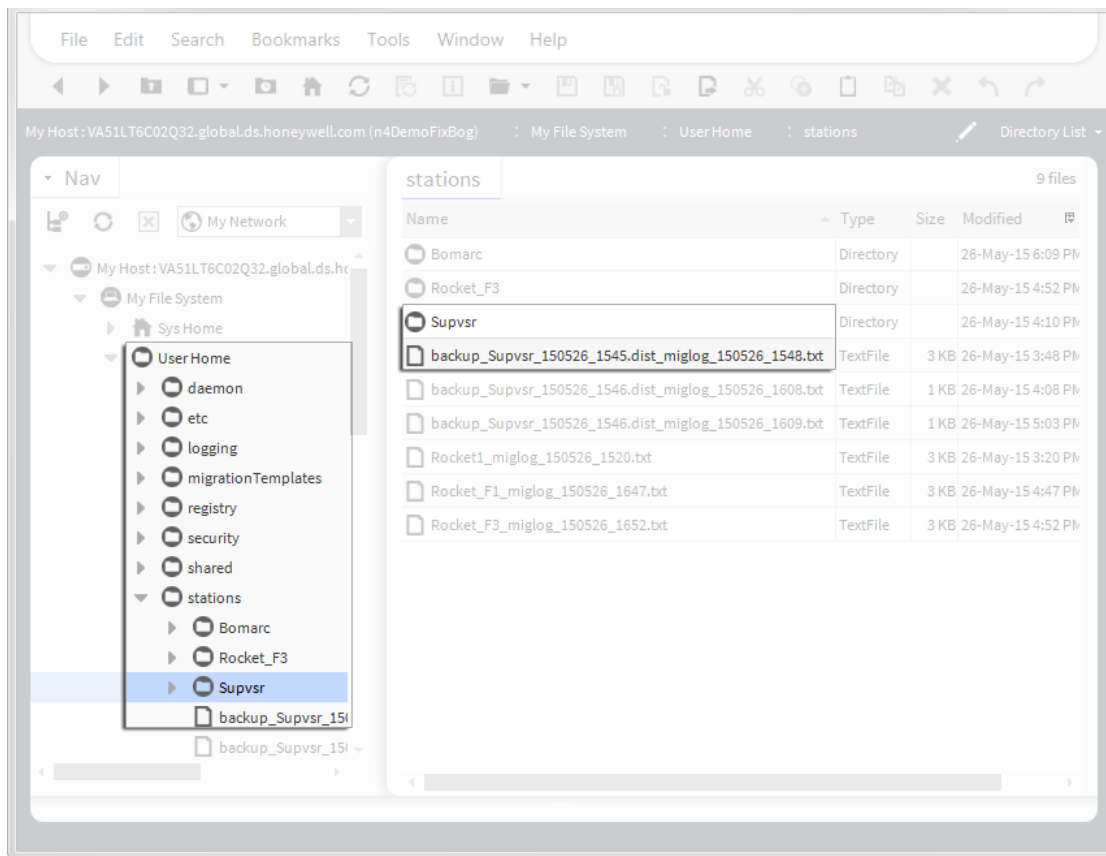 File Edit Search Bookmarks Tools Window Help
My Host : VA51LT6C02Q32.global.ds.honeywell.com (n4DemoFixBog) : My File System : User Home : stations Directory List
Nav
My Network
My Host : VA51LT6C02Q32.global.ds.hc
My File System
Sys Home
User Home
daemon
etc
logging
migrationTemplates
registry
security
shared
stations
Bomarc
Rocket_F3
Supvsr
backup_Supvsr_15
backup_Supvsr_15
stations 9 files
Name Type Size Modified
Bomarc Directory 26-May-15 6:09 PM
Rocket_F3 Directory 26-May-15 4:52 PM
Supvsr Directory 26-May-15 4:10 PM
backup_Supvsr_150526_1545.dist_miglog_150526_1548.txt TextFile 3 KB 26-May-15 3:48 PM
backup_Supvsr_150526_1546.dist_miglog_150526_1608.txt TextFile 1 KB 26-May-15 4:08 PM
backup_Supvsr_150526_1546.dist_miglog_150526_1609.txt TextFile 1 KB 26-May-15 5:03 PM
Rocket1_miglog_150526_1520.txt TextFile 3 KB 26-May-15 3:20 PM
Rocket_F1_miglog_150526_1647.txt TextFile 3 KB 26-May-15 4:47 PM
Rocket_F3_miglog_150526_1652.txt TextFile 3 KB 26-May-15 4:52 PM